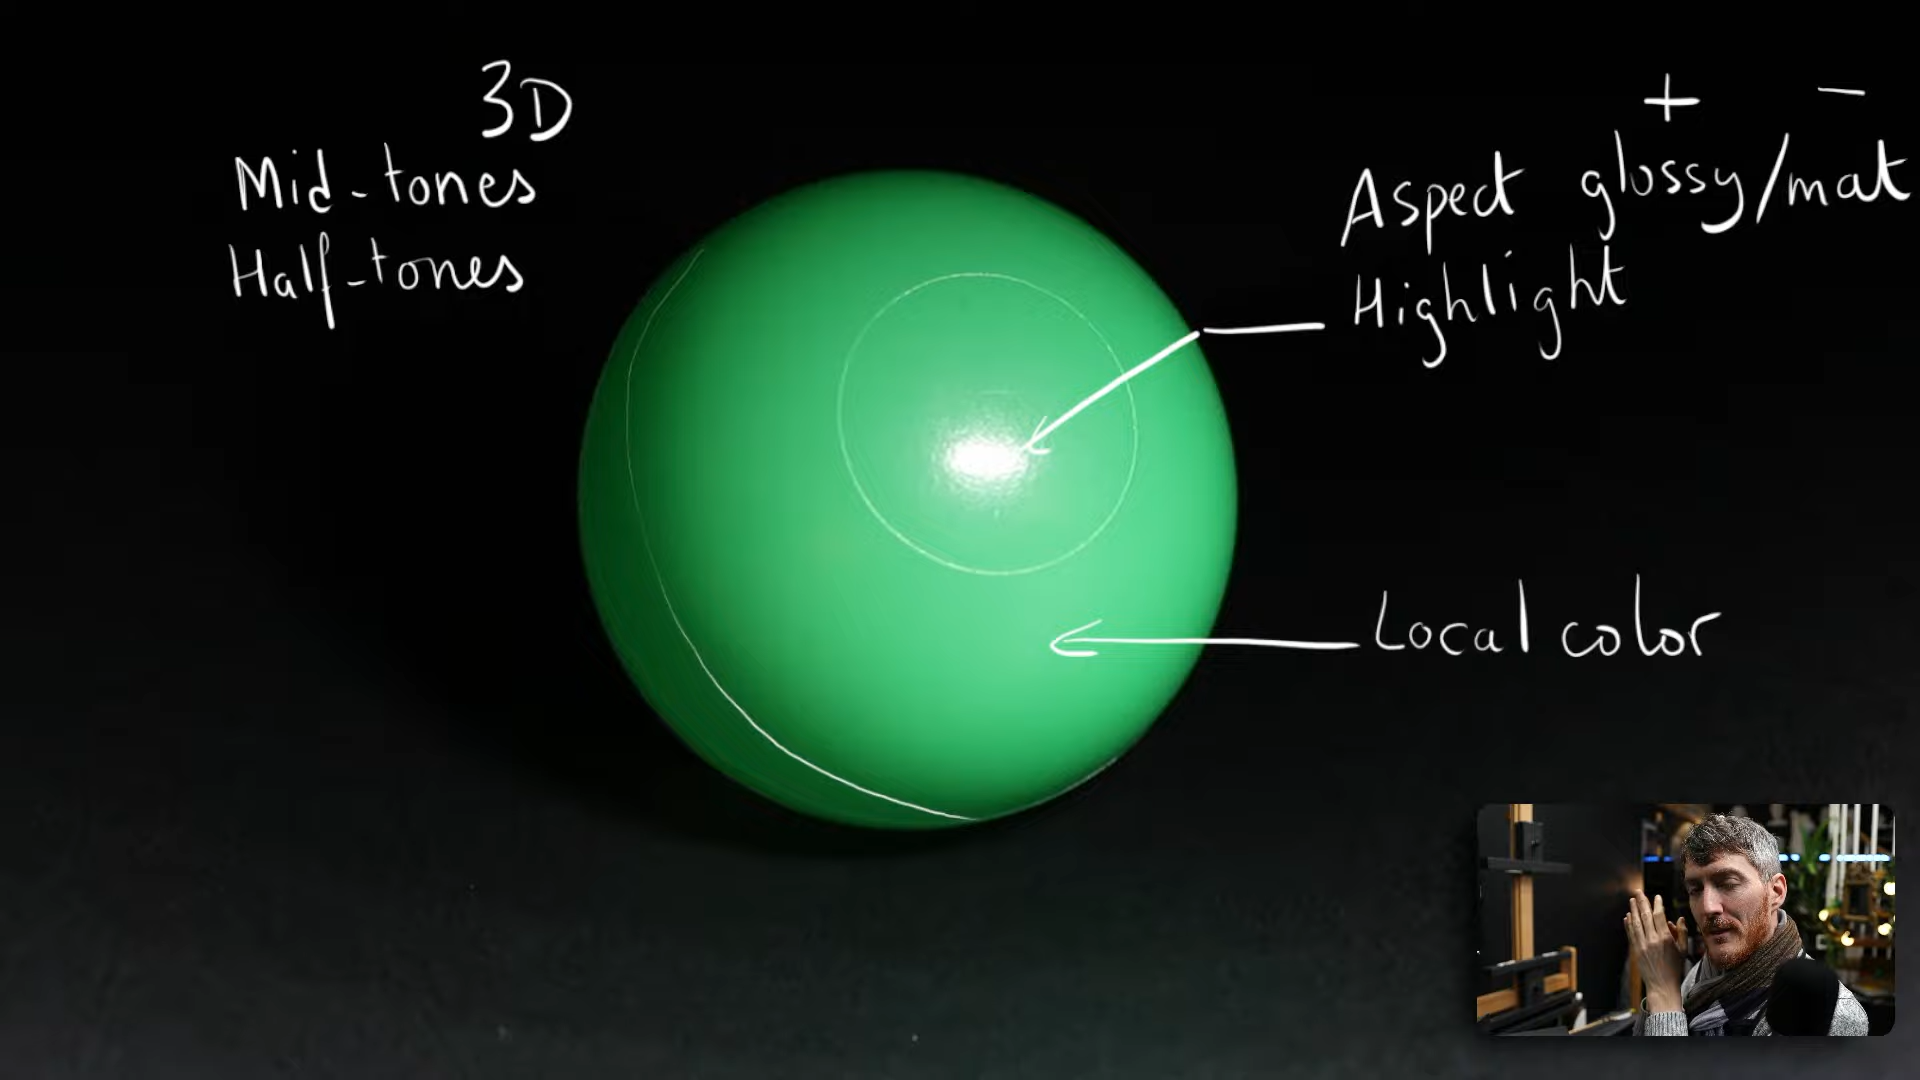 3D
Mid-tones
Half-tones
+ -
Aspect glossy/mat
Highlight
Local color